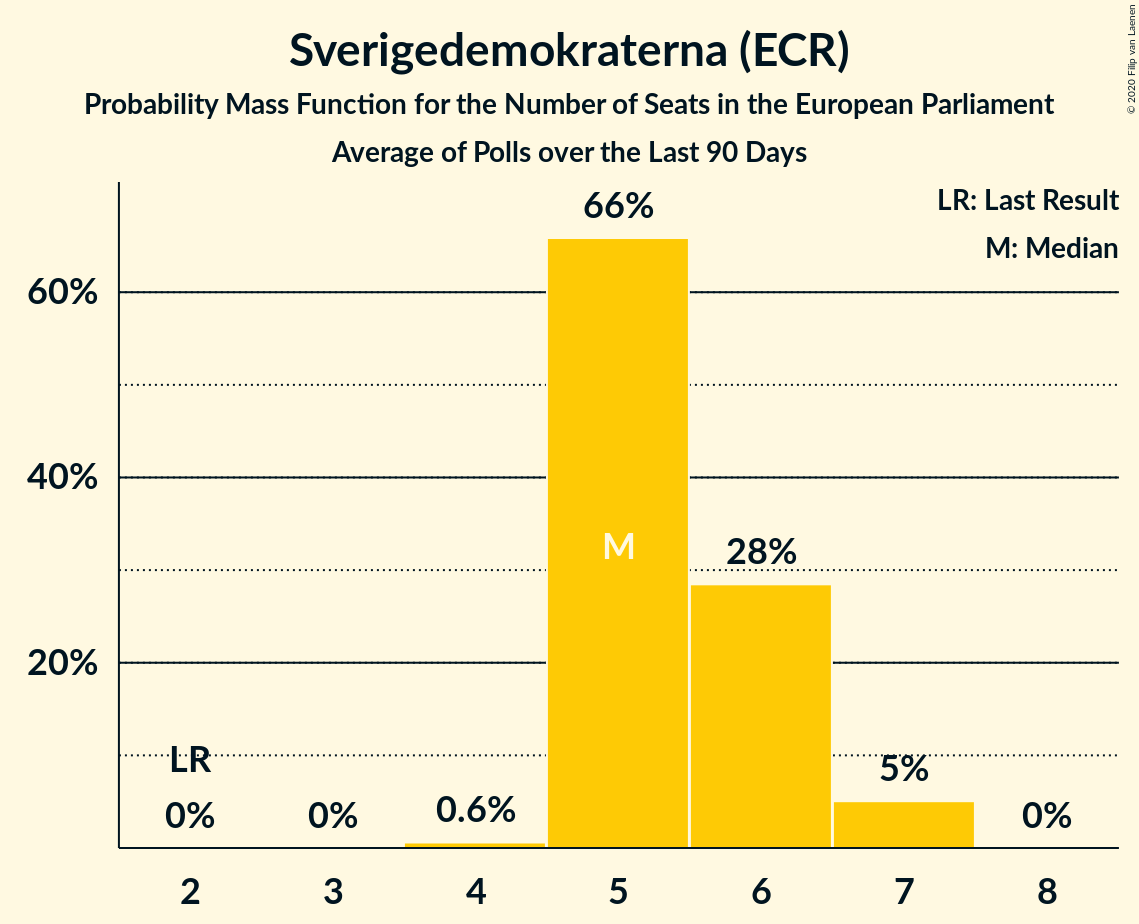 Sverigedemokraterna (ECR)
Probability Mass Function for the Number of Seats in the European Parliament
Average of Polls over the Last 90 Days
© 2020 Filip van Laenen
LR: Last Result
M: Median
66%
60%
40%
M
28%
20%
LR
5%
0%
0%
0.6%
0%
2
3
4
5
6
7
8